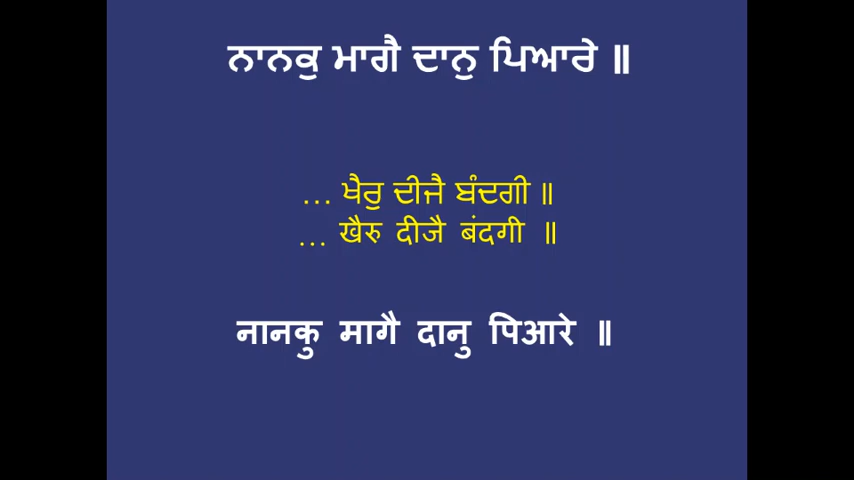 ਨਾਨਕੁ ਮਾਗੈ ਦਾਨੁ ਪਿਆਰੇ ॥
... ਖੈਰੁ ਦੀਜੈ ਬੰਦਗੀ ॥
... खैरु दीजै बंदगी ॥
नानकु मागै दानु पिआरे ॥